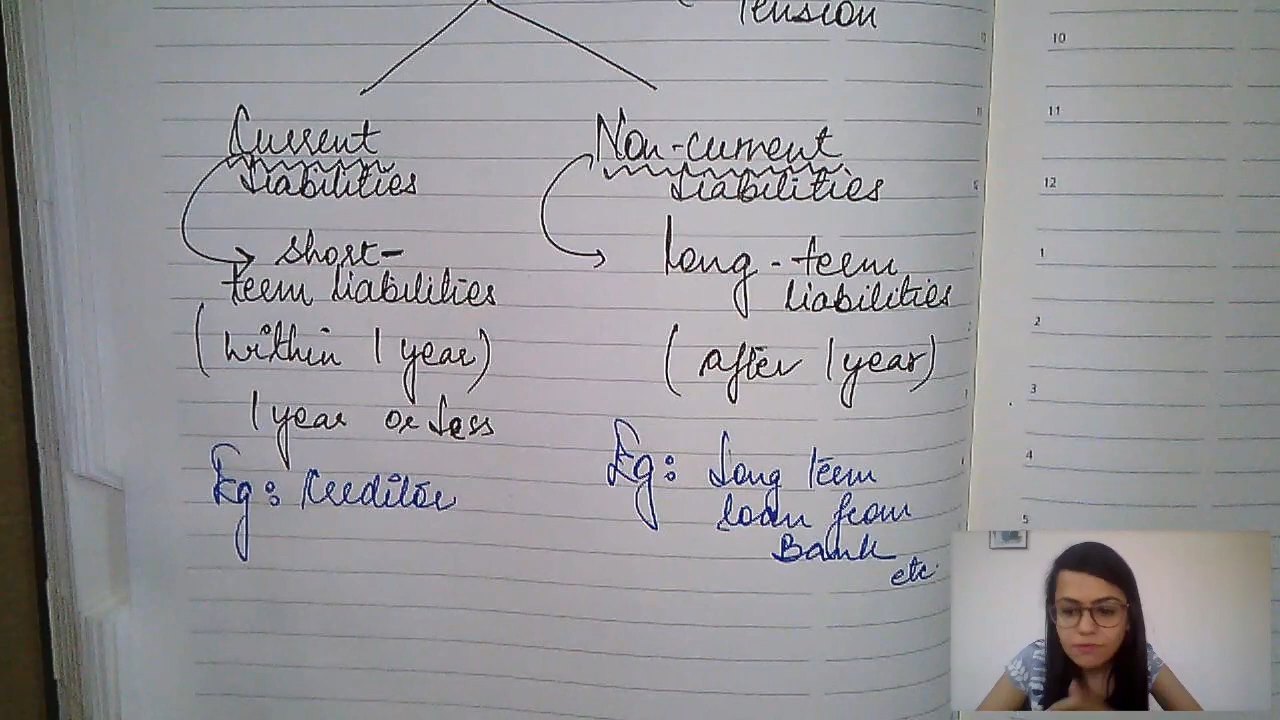 Tension
Current
Liabilities
Short-
term liabilities
(within 1 year)
1 year or Less
Eg: Creditor
Non-current
Liabilities
Long-term
liabilities
(after 1 year)
Eg: Long term
loan from
Bank
etc
10
11
12
1
2
3
4
5